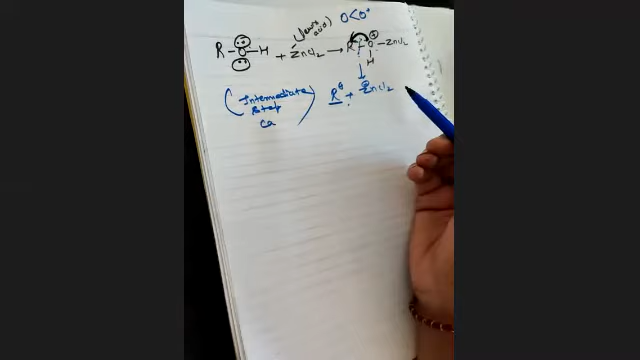 (Lewis acid) O<O⁺
R-O-H + ZnCl₂ → R-O-ZnCl₂
H
(Intermediate R⊕ + ZnCl₂
step
Ca